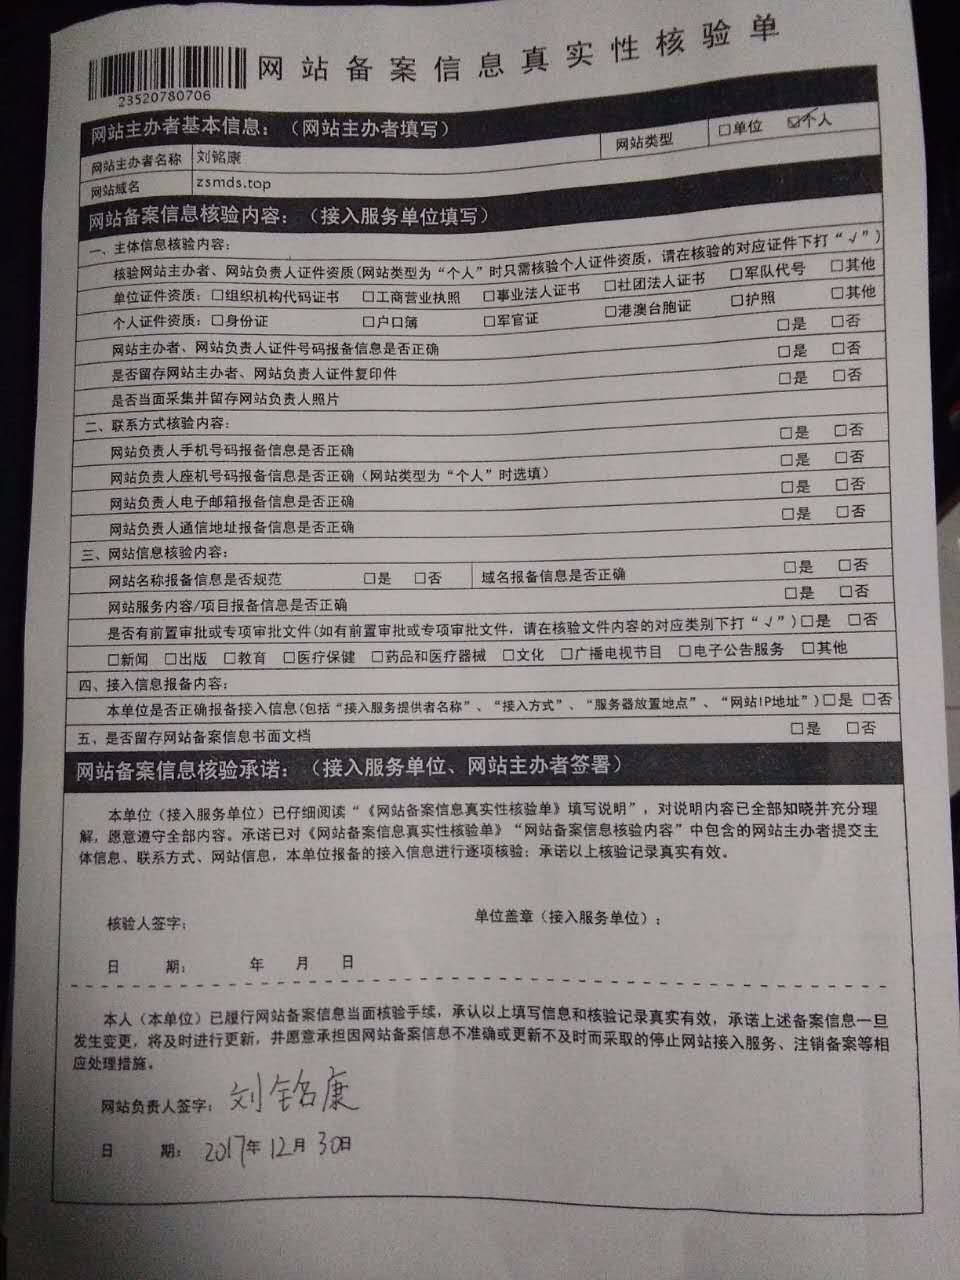 网站备案信息真实性核验单
23520780706
网站主办者基本信息：（网站主办者填写）
网站主办者名称 刘铭康 网站类型 □单位 ☑个人
网站域名 zsmds.top
网站备案信息核验内容：（接入服务单位填写）
一、主体信息核验内容：
核验网站主办者、网站负责人证件资质(网站类型为“个人”时只需核验个人证件资质，请在核验的对应证件下打“√”)
单位证件资质：□组织机构代码证书 □工商营业执照 □事业法人证书 □社团法人证书 □军队代号 □其他
个人证件资质：□身份证 □户口簿 □军官证 □港澳台胞证 □护照 □其他
网站主办者、网站负责人证件号码报备信息是否正确 □是 □否
是否留存网站主办者、网站负责人证件复印件 □是 □否
是否当面采集并留存网站负责人照片 □是 □否
二、联系方式核验内容：
网站负责人手机号码报备信息是否正确 □是 □否
网站负责人座机号码报备信息是否正确（网站类型为“个人”时选填） □是 □否
网站负责人电子邮箱报备信息是否正确 □是 □否
网站负责人通信地址报备信息是否正确 □是 □否
三、网站信息核验内容：
网站名称报备信息是否规范 □是 □否 域名报备信息是否正确 □是 □否
网站服务内容/项目报备信息是否正确 □是 □否
是否有前置审批或专项审批文件(如有前置审批或专项审批文件，请在核验文件内容的对应类别下打“√”)□是 □否
□新闻 □出版 □教育 □医疗保健 □药品和医疗器械 □文化 □广播电视节目 □电子公告服务 □其他
四、接入信息报备内容：
本单位是否正确报备接入信息(包括“接入服务提供者名称”、“接入方式”、“服务器放置地点”、“网站IP地址”)□是 □否
五、是否留存网站备案信息书面文档 □是 □否
网站备案信息核验承诺：（接入服务单位、网站主办者签署）
本单位（接入服务单位）已仔细阅读“《网站备案信息真实性核验单》填写说明”，对说明内容已全部知晓并充分理
解，愿意遵守全部内容。承诺已对《网站备案信息真实性核验单》“网站备案信息核验内容”中包含的网站主办者提交主
体信息、联系方式、网站信息，本单位报备的接入信息进行逐项核验；承诺以上核验记录真实有效。
核验人签字： 单位盖章（接入服务单位）：
日 期： 年 月 日
本人（本单位）已履行网站备案信息当面核验手续，承认以上填写信息和核验记录真实有效，承诺上述备案信息一旦
发生变更，将及时进行更新，并愿意承担因网站备案信息不准确或更新不及时而采取的停止网站接入服务、注销备案等相
应处理措施。
网站负责人签字： 刘铭康
日 期： 2017年 12月 30日